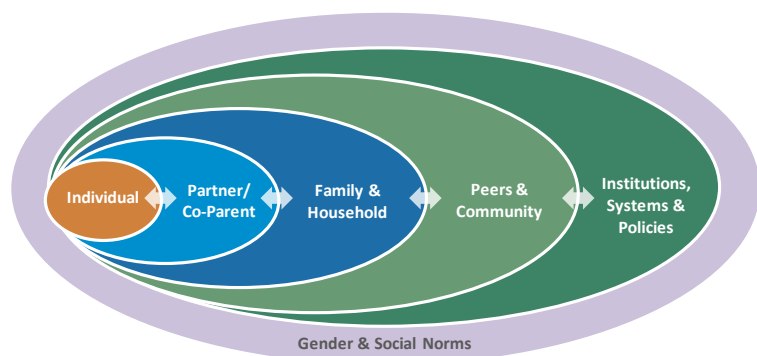 Individual
Partner/
Co-Parent
Family &
Household
Peers &
Community
Institutions,
Systems &
Policies
Gender & Social Norms